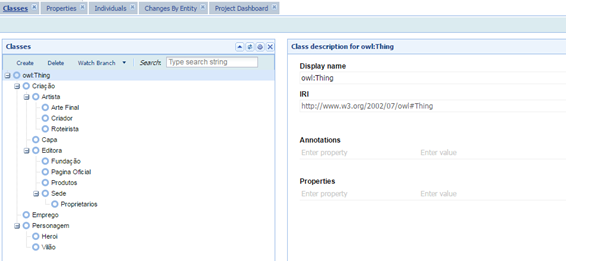 Classes Properties Individuals Changes By Entity Project Dashboard
Classes
Create Delete Watch Branch Search: Type search string
owl:Thing
Criação
Artista
Arte Final
Criador
Roteirista
Capa
Editora
Fundação
Pagina Oficial
Produtos
Sede
Proprietarios
Emprego
Personagem
Heroi
Vilão
Class description for owl:Thing
Display name
owl:Thing
IRI
http://www.w3.org/2002/07/owl#Thing
Annotations
Enter property Enter value
Properties
Enter property Enter value